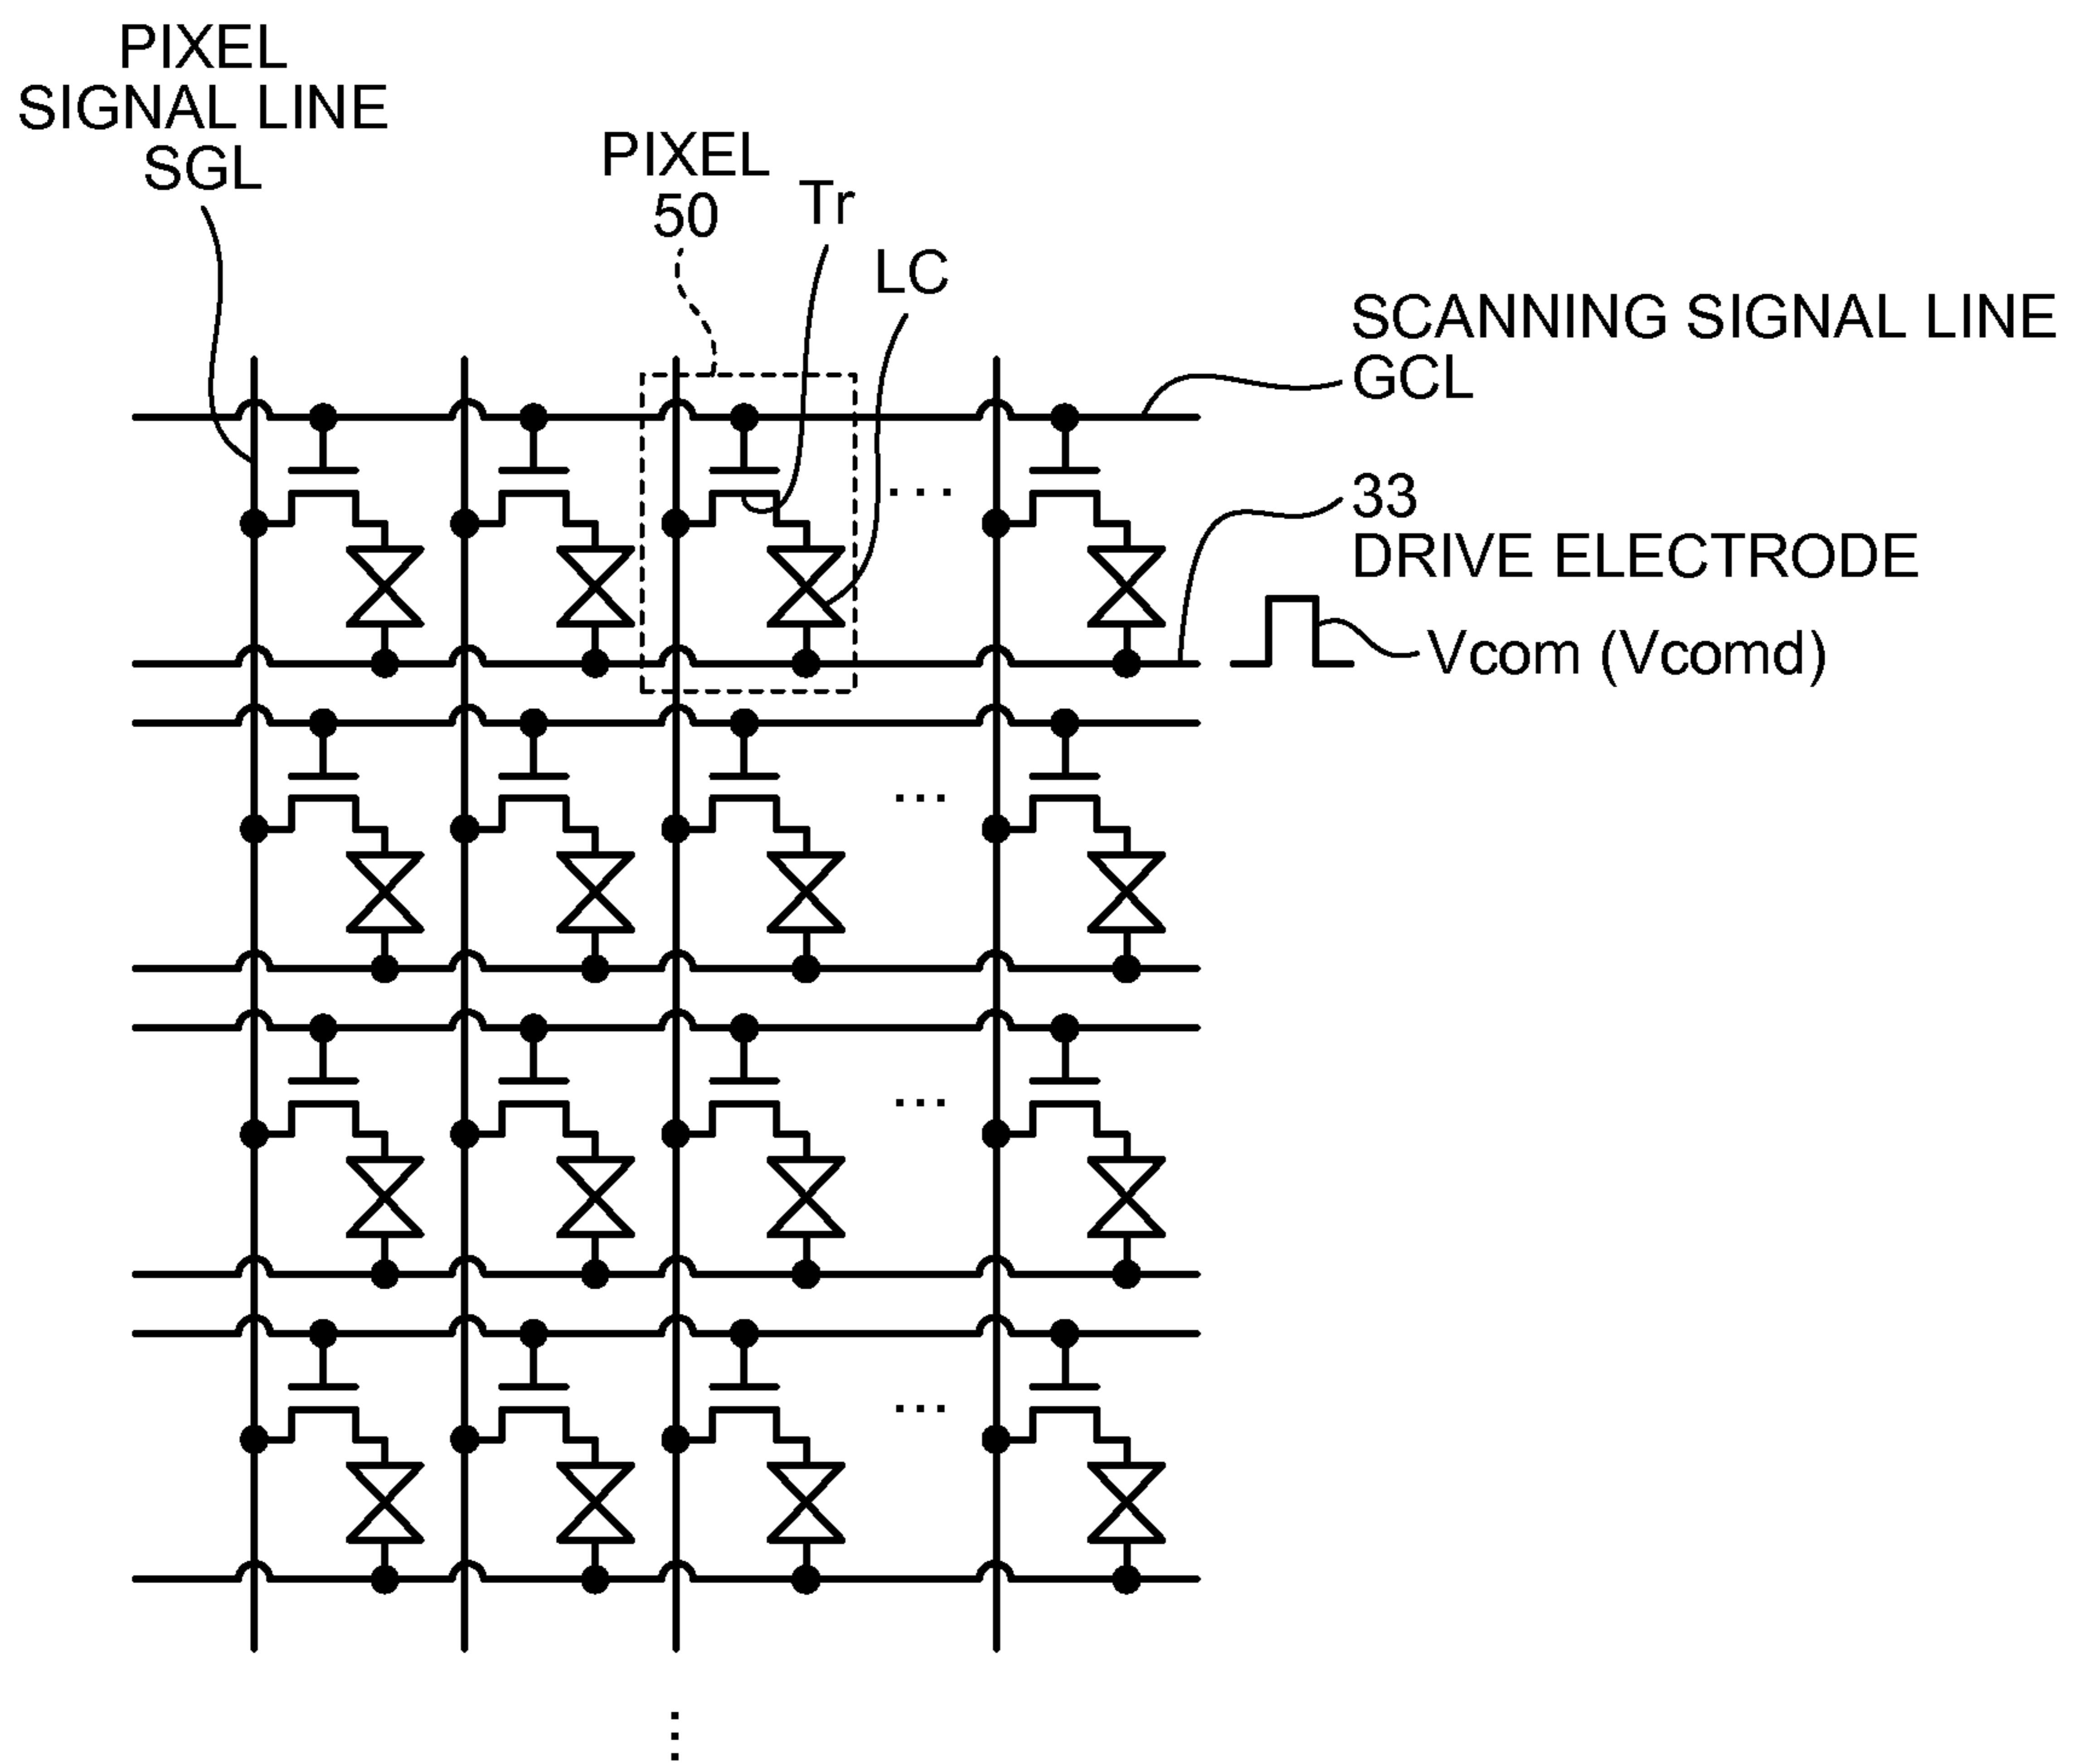 PIXEL
SIGNAL LINE
SGL
PIXEL
50
Tr
LC
SCANNING SIGNAL LINE
GCL
33
DRIVE ELECTRODE
Vcom (Vcomd)